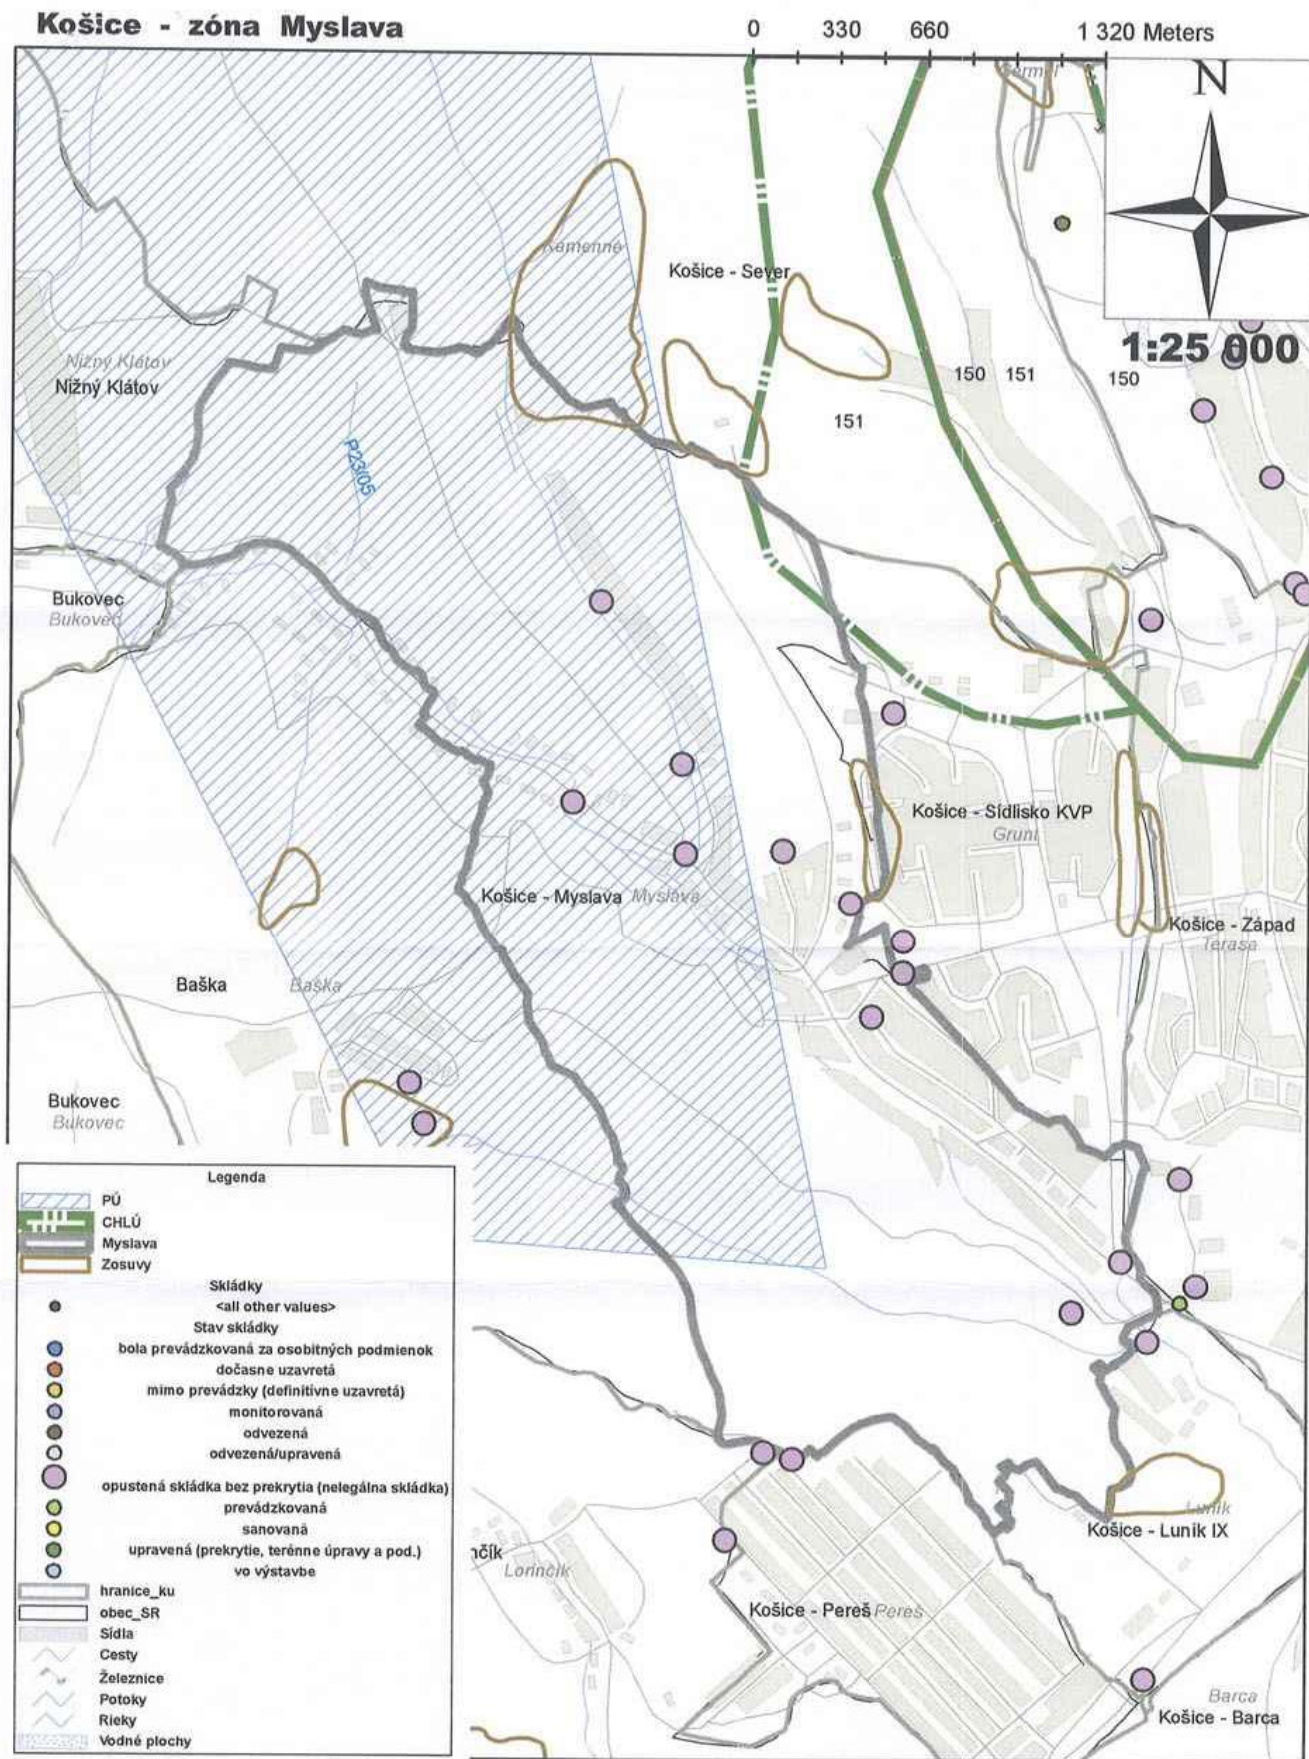 Košice - zóna Myslava
0 330 660 1 320 Meters
N
1:25 000
Kamenné
Košice - Sever
Nižný Klátov
Nižný Klátov
150 151 150
151
P23/05
Bukovec
Bukovec
Košice - Sídlisko KVP
Grunt
Košice - Myslava Myslava
Košice - Západ
Terasa
Baška Baška
Bukovec
Bukovec
Legenda
PÚ
CHLÚ
Myslava
Zosuvy
Skládky
<all other values>
Stav skládky
bola prevádzkovaná za osobitných podmienok
dočasne uzavretá
mimo prevádzky (definitívne uzavretá)
monitorovaná
odvezená
odvezená/upravená
opustená skládka bez prekrytia (nelegálna skládka)
prevádzkovaná
sanovaná
upravená (prekrytie, terénne úpravy a pod.)
vo výstavbe
hranice_ku
obec_SR
Sídla
Cesty
Železnice
Potoky
Rieky
Vodné plochy
Luník
Košice - Luník IX
nčík
Lorinčík
Košice - Pereš Pereš
Barca
Košice - Barca